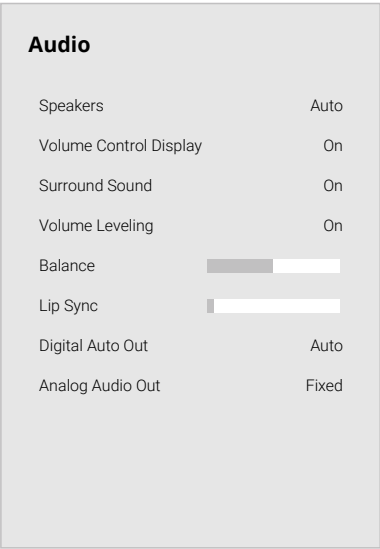 Audio
Speakers Auto
Volume Control Display On
Surround Sound On
Volume Leveling On
Balance
Lip Sync
Digital Auto Out Auto
Analog Audio Out Fixed